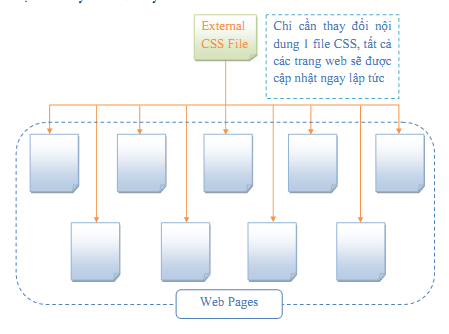 External
CSS File
Chỉ cần thay đổi nội
dung 1 file CSS, tất cả
các trang web sẽ được
cập nhật ngay lập tức
Web Pages